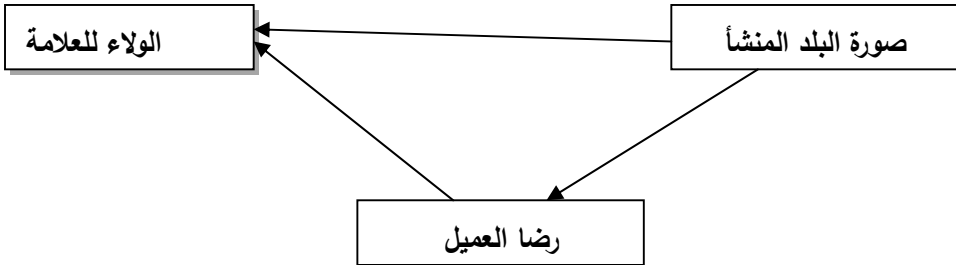 صورة البلد المنشأ
الولاء للعلامة
رضا العميل